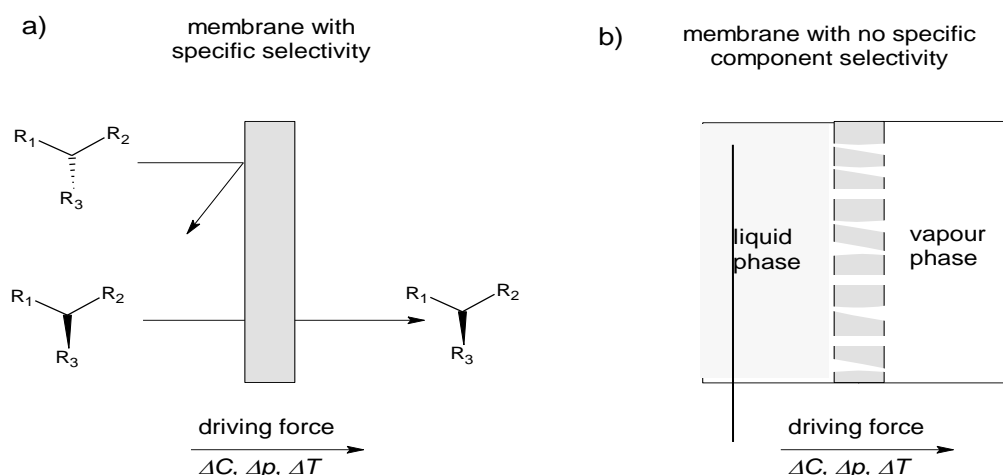 a)
membrane with
specific selectivity
R1
R2
R3
R1
R2
R3
R1
R2
R3
driving force
ΔC, Δp, ΔT
b)
membrane with no specific
component selectivity
liquid
phase
vapour
phase
driving force
ΔC, Δp, ΔT